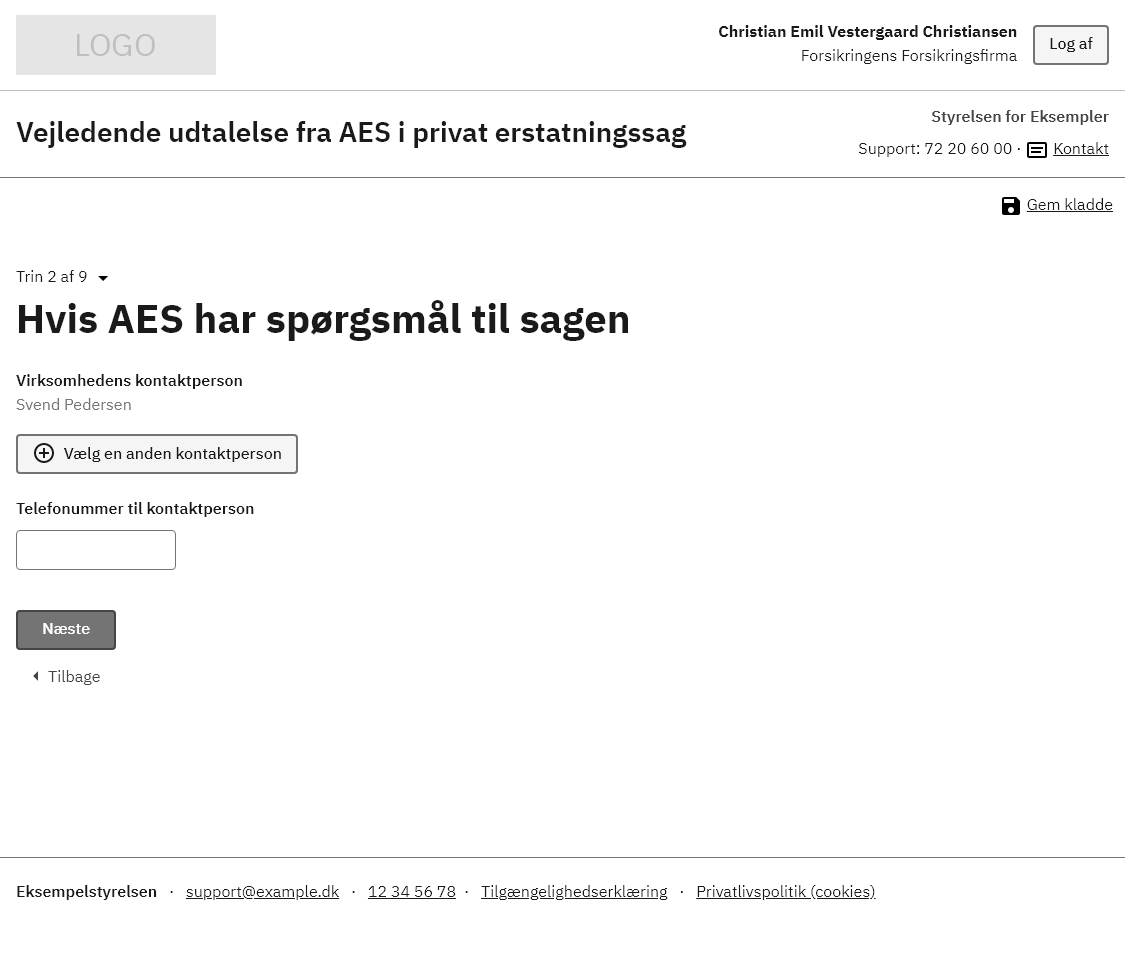 LOGO
Christian Emil Vestergaard Christiansen
Forsikringens Forsikringsfirma
Log af
Vejledende udtalelse fra AES i privat erstatningssag
Styrelsen for Eksempler
Support: 72 20 60 00 · Kontakt
Gem kladde
Trin 2 af 9
Hvis AES har spørgsmål til sagen
Virksomhedens kontaktperson
Svend Pedersen
Vælg en anden kontaktperson
Telefonummer til kontaktperson
Næste
Tilbage
Eksempelstyrelsen · support@example.dk · 12 34 56 78 · Tilgængelighedserklæring · Privatlivspolitik (cookies)